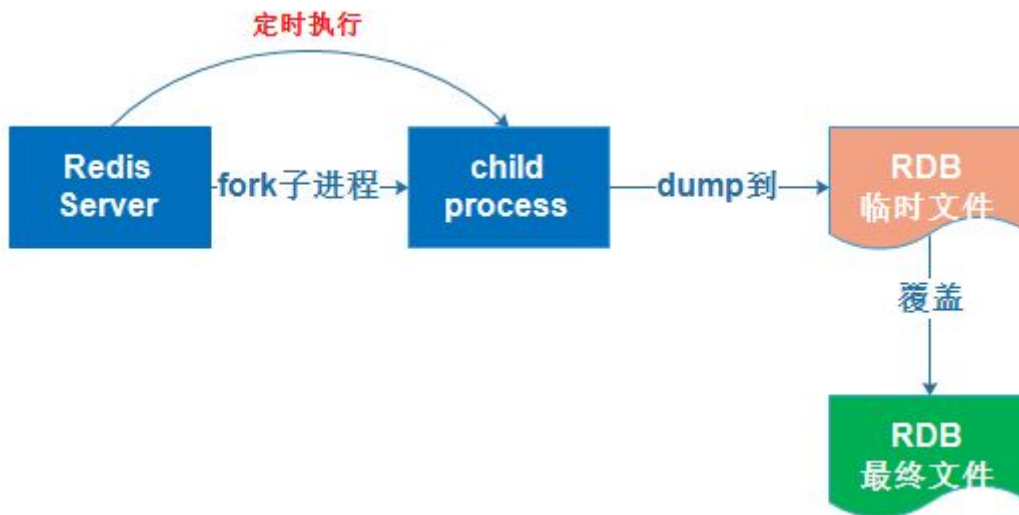 定时执行
Redis
Server
fork子进程
child
process
dump到
RDB
临时文件
覆盖
RDB
最终文件